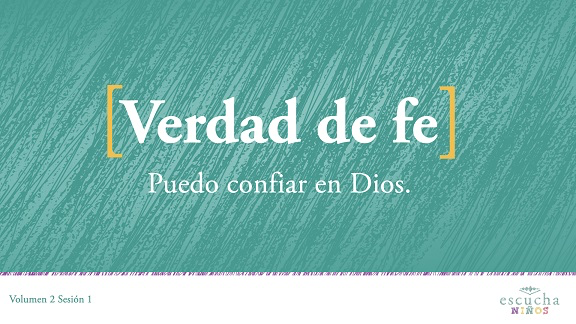 [Verdad de fe]
Puedo confiar en Dios.
Volumen 2 Sesión 1
escucha
NIÑOS